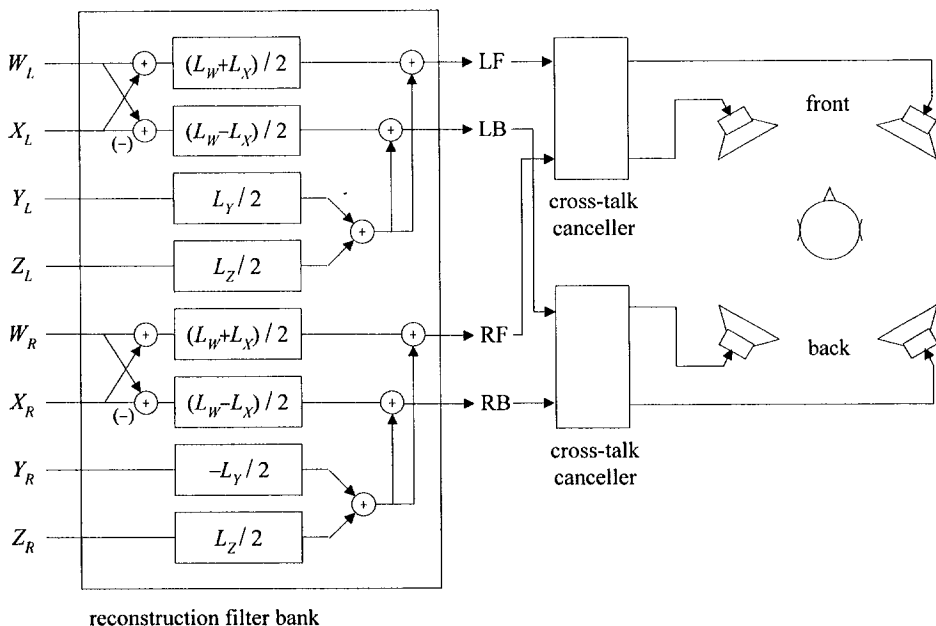 W_L
(L_W+L_X) / 2
LF
X_L
(−)
(L_W−L_X) / 2
LB
Y_L
L_Y / 2
Z_L
L_Z / 2
W_R
(L_W+L_X) / 2
RF
X_R
(−)
(L_W−L_X) / 2
RB
Y_R
−L_Y / 2
Z_R
L_Z / 2
+
+
+
+
+
+
+
+
+
+
reconstruction filter bank
cross-talk
canceller
cross-talk
canceller
front
back